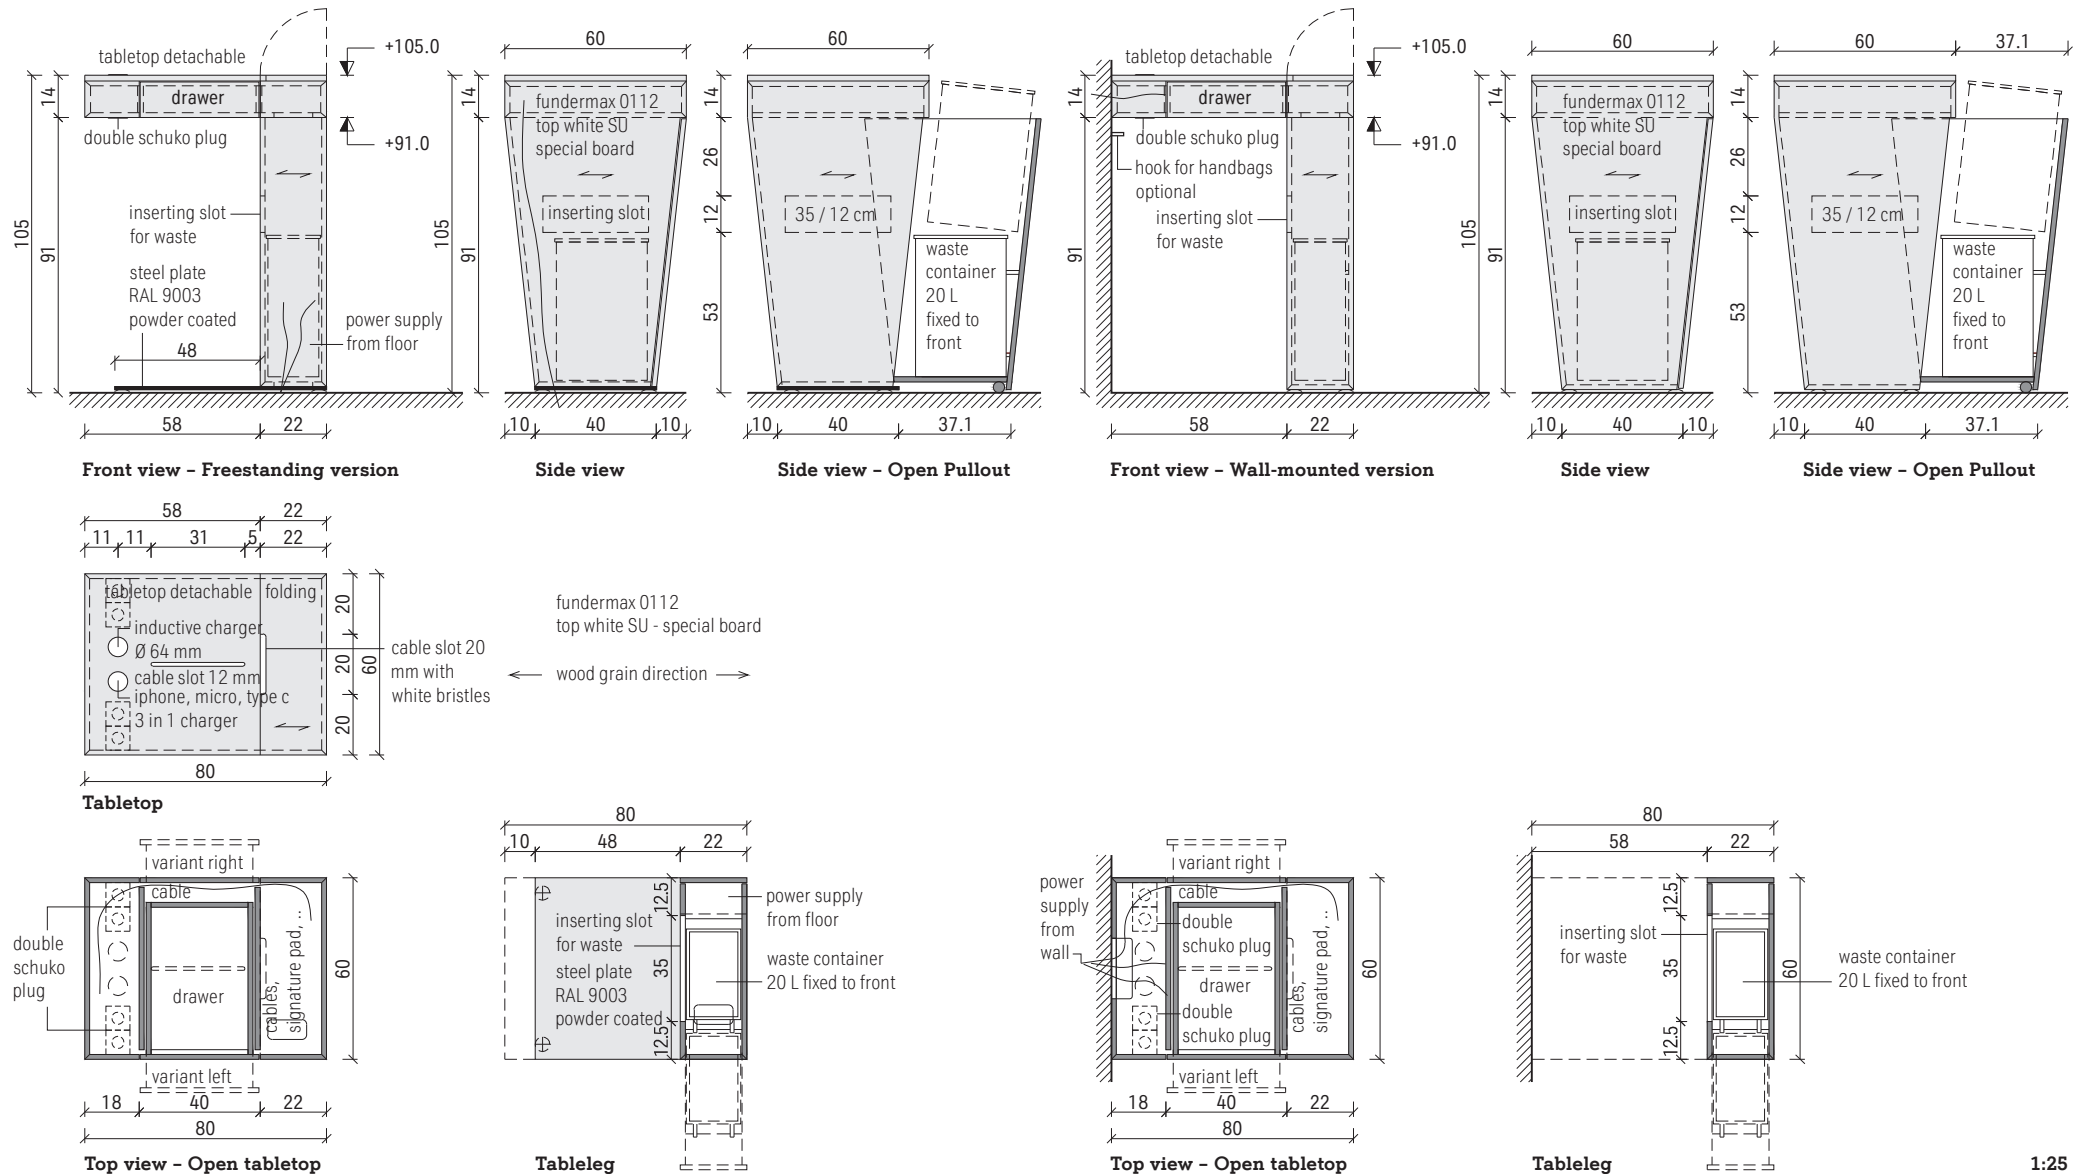 60
60
60
60
37.1
tabletop detachable
+105.0
14
drawer
double schuko plug
+91.0
105
91
inserting slot
for waste
steel plate
RAL 9003
powder coated
48
power supply
from floor
58
22
Front view – Freestanding version
105
14
91
fundermax 0112
top white SU
special board
inserting slot
10
40
10
Side view
14
26
12
53
35 / 12 cm
waste
container
20 L
fixed to
front
10
40
37.1
Side view – Open Pullout
tabletop detachable
+105.0
14
drawer
double schuko plug
+91.0
hook for handbags
optional
inserting slot
for waste
91
58
22
Front view – Wall-mounted version
105
14
91
fundermax 0112
top white SU
special board
inserting slot
10
40
10
Side view
14
26
12
53
35 / 12 cm
waste
container
20 L
fixed to
front
10
40
37.1
Side view – Open Pullout
58
22
11
11
31
5
22
tabletop detachable
folding
inductive charger
Ø 64 mm
cable slot 12 mm
iphone, micro, type c
3 in 1 charger
20
20
20
60
cable slot 20
mm with
white bristles
80
Tabletop
fundermax 0112
top white SU - special board
wood grain direction
variant right
cable
double
schuko
plug
drawer
cables,
signature pad, ..
60
variant left
18
40
22
80
Top view – Open tabletop
80
10
48
22
12.5
35
12.5
inserting slot
for waste
steel plate
RAL 9003
powder coated
power supply
from floor
waste container
20 L fixed to front
Tableleg
variant right
power
supply
from
wall
cable
double
schuko plug
drawer
double
schuko plug
cables,
signature pad, ..
60
variant left
18
40
22
80
Top view – Open tabletop
80
58
22
12.5
35
12.5
inserting slot
for waste
60
waste container
20 L fixed to front
Tableleg
1:25